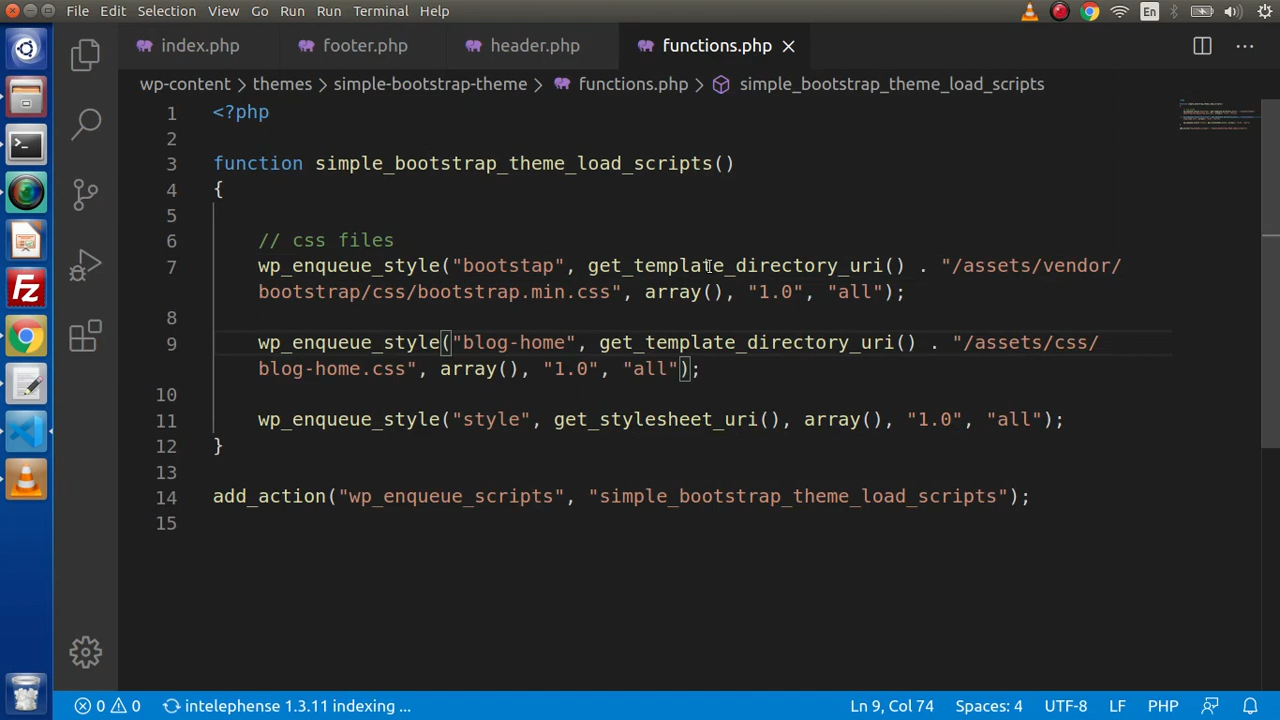 File Edit Selection View Go Run Run Terminal Help
En
index.php footer.php header.php functions.php
wp-content > themes > simple-bootstrap-theme > functions.php > simple_bootstrap_theme_load_scripts
1 <?php
2
3 function simple_bootstrap_theme_load_scripts()
4 {
5
6 // css files
7 wp_enqueue_style("bootstap", get_template_directory_uri() . "/assets/vendor/
bootstrap/css/bootstrap.min.css", array(), "1.0", "all");
8
9 wp_enqueue_style("blog-home", get_template_directory_uri() . "/assets/css/
blog-home.css", array(), "1.0", "all");
10
11 wp_enqueue_style("style", get_stylesheet_uri(), array(), "1.0", "all");
12 }
13
14 add_action("wp_enqueue_scripts", "simple_bootstrap_theme_load_scripts");
15
0 0 intelephense 1.3.11 indexing ... Ln 9, Col 74 Spaces: 4 UTF-8 LF PHP